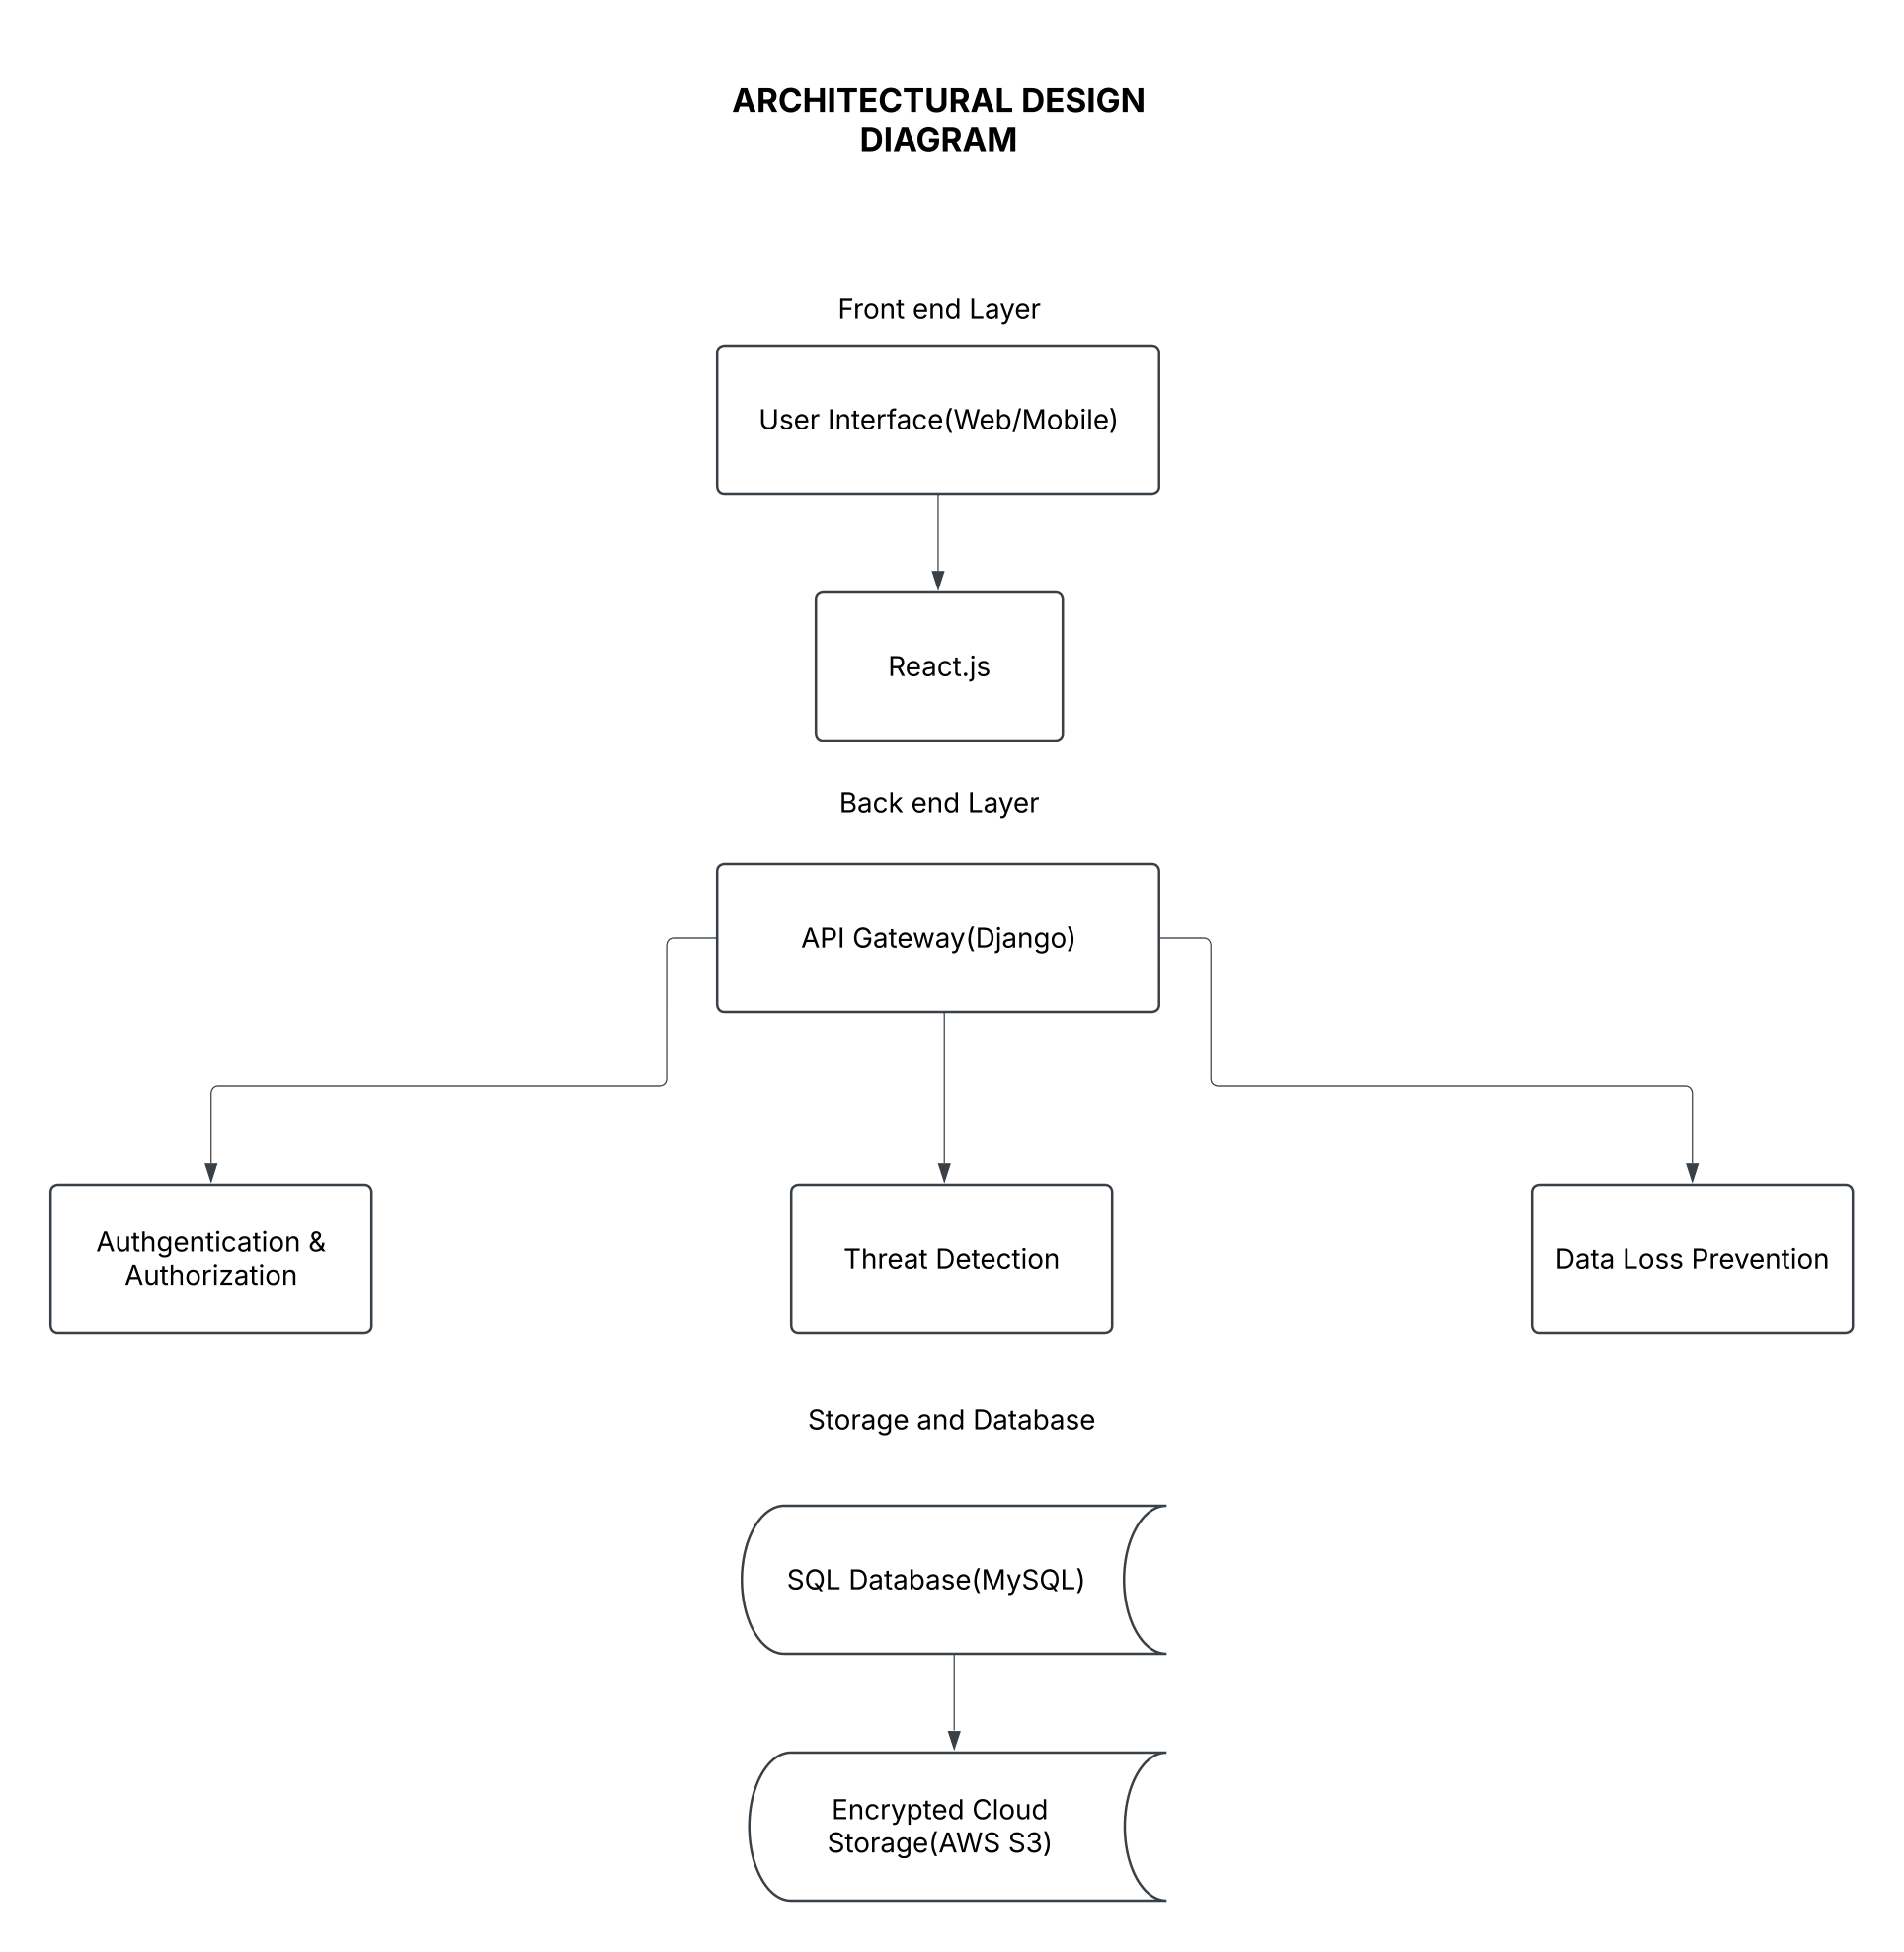 ARCHITECTURAL DESIGN
DIAGRAM
Front end Layer
User Interface(Web/Mobile)
React.js
Back end Layer
API Gateway(Django)
Authgentication &
Authorization
Threat Detection
Data Loss Prevention
Storage and Database
SQL Database(MySQL)
Encrypted Cloud
Storage(AWS S3)